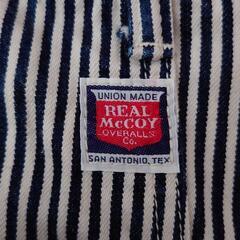 UNION MADE
REAL
McCOY
OVERALLS
Co.
SAN ANTONIO, TEX